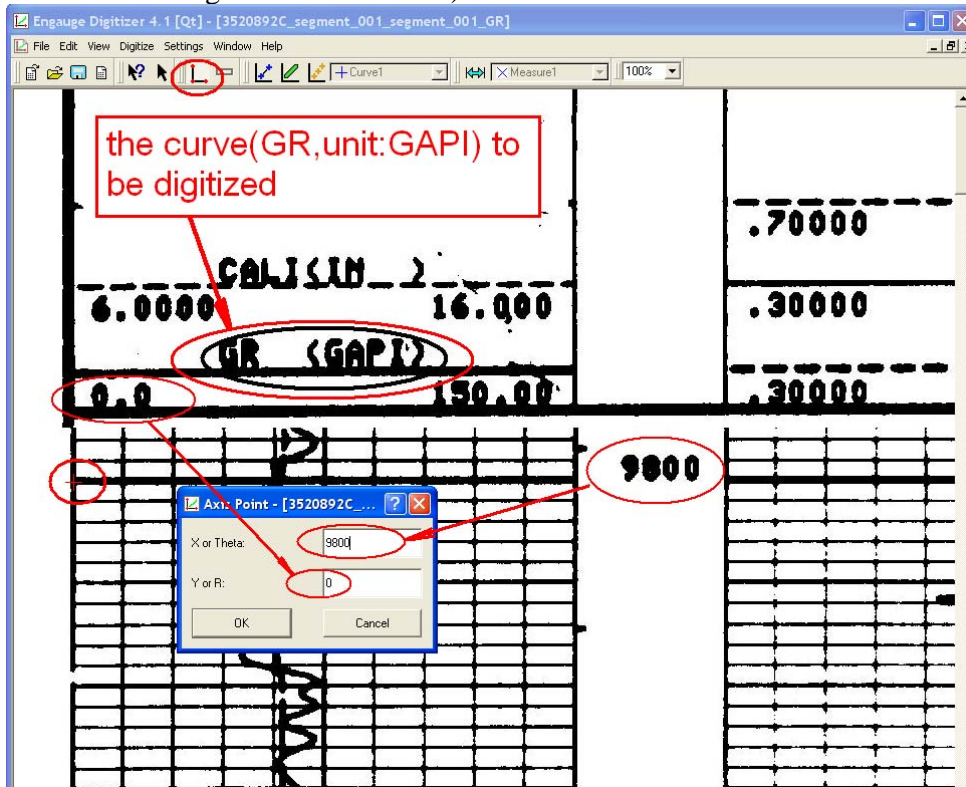 Engauge Digitizer 4.1 [Qt] - [3520892C_segment_001_segment_001_GR]
File Edit View Digitize Settings Window Help
Curve1 Measure1 100%
the curve(GR,unit:GAPI) to
be digitized
.70000
CALI(IN )
6.0000 16.000 .30000
GR (GAPI)
0.0 150.00 .30000
9800
Axis Point - [3520892C_...
X or Theta: 9800
Y or R: 0
OK Cancel